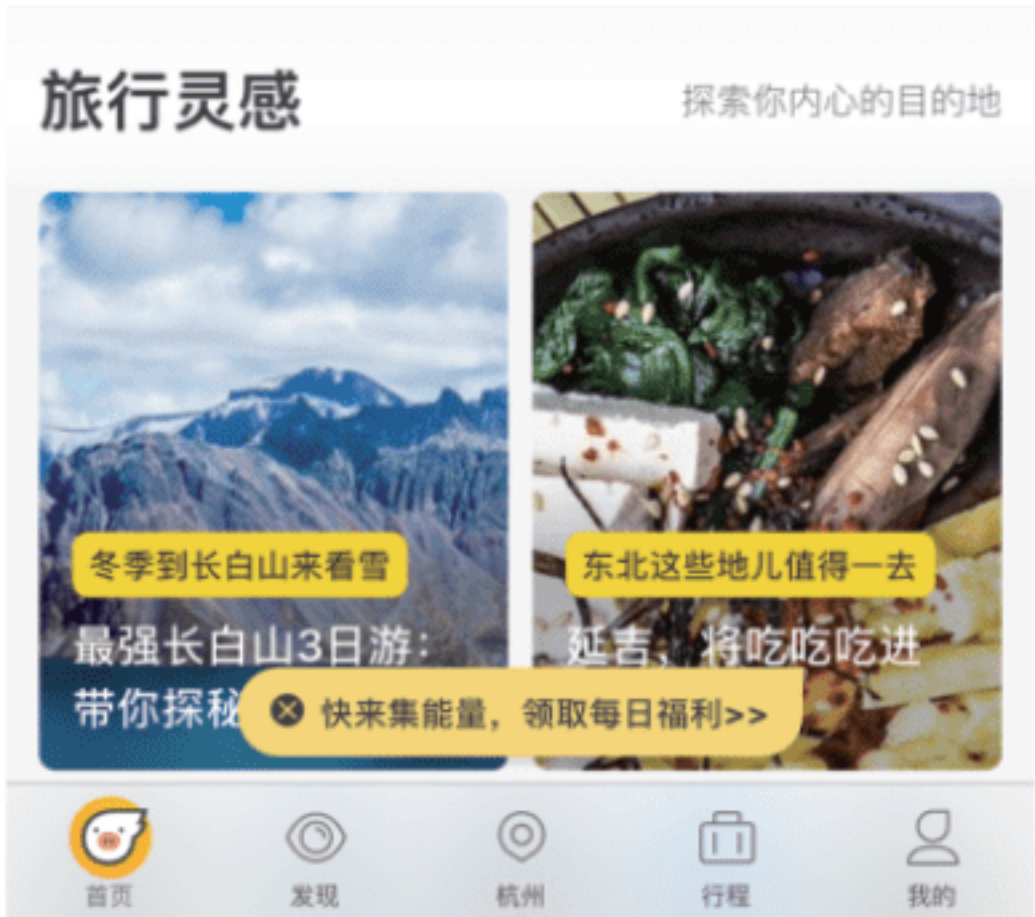 旅行灵感
探索你内心的目的地
冬季到长白山来看雪
最强长白山3日游：
带你探秘
东北这些地儿值得一去
延吉，将吃吃吃进
快来集能量，领取每日福利>>
首页
发现
杭州
行程
我的